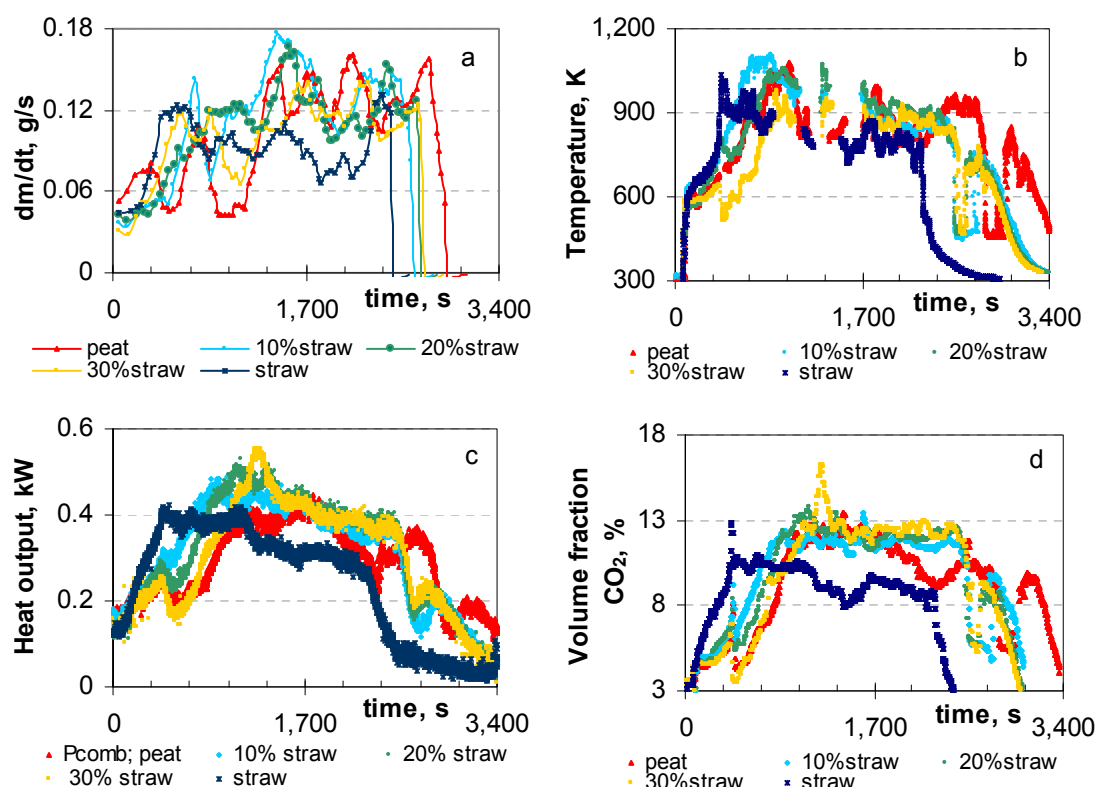 0.18
0.12
0.06
0
dm/dt, g/s
a
0
1,700
3,400
time, s
peat
10%straw
20%straw
30%straw
straw
1,200
900
600
300
Temperature, K
b
0
1,700
3,400
time, s
peat
10%straw
20%straw
30%straw
straw
0.6
0.4
0.2
0
Heat output, kW
c
0
1,700
3,400
time, s
Pcomb; peat
10% straw
20% straw
30% straw
straw
18
13
8
3
Volume fraction
CO₂, %
d
0
1,700
3,400
time, s
peat
10%straw
20%straw
30%straw
straw